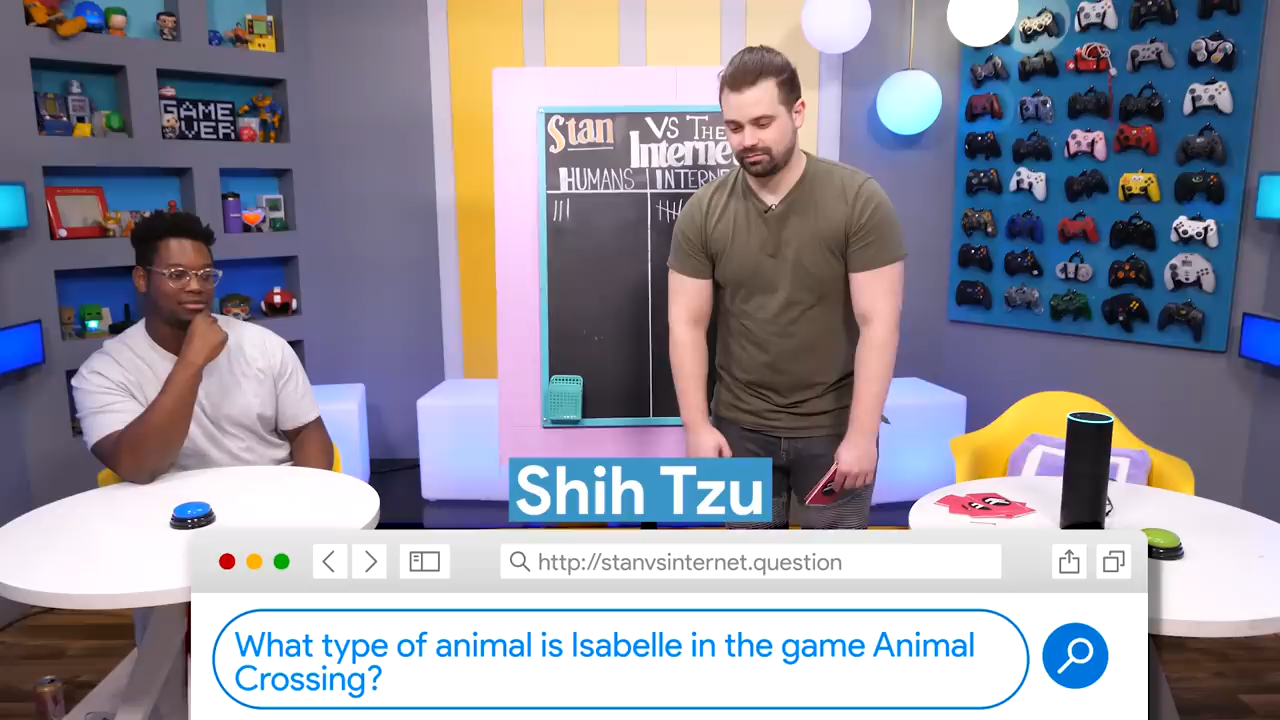 GAME
OVER
Stan
VS THE
Interne
HUMANS
INTERNE
Shih Tzu
http://stanvsinternet.question
What type of animal is Isabelle in the game Animal
Crossing?